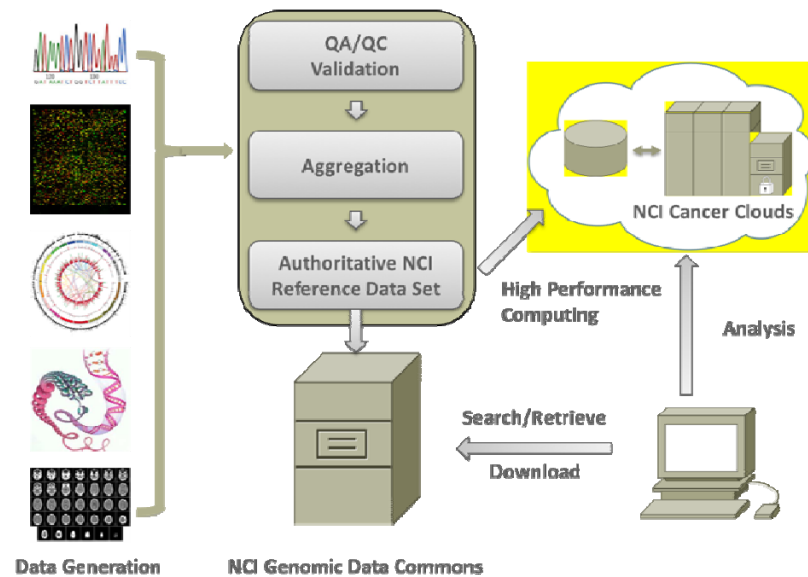 QA/QC
Validation
Aggregation
Authoritative NCI
Reference Data Set
NCI Cancer Clouds
High Performance
Computing
Analysis
Search/Retrieve
Download
Data Generation
NCI Genomic Data Commons